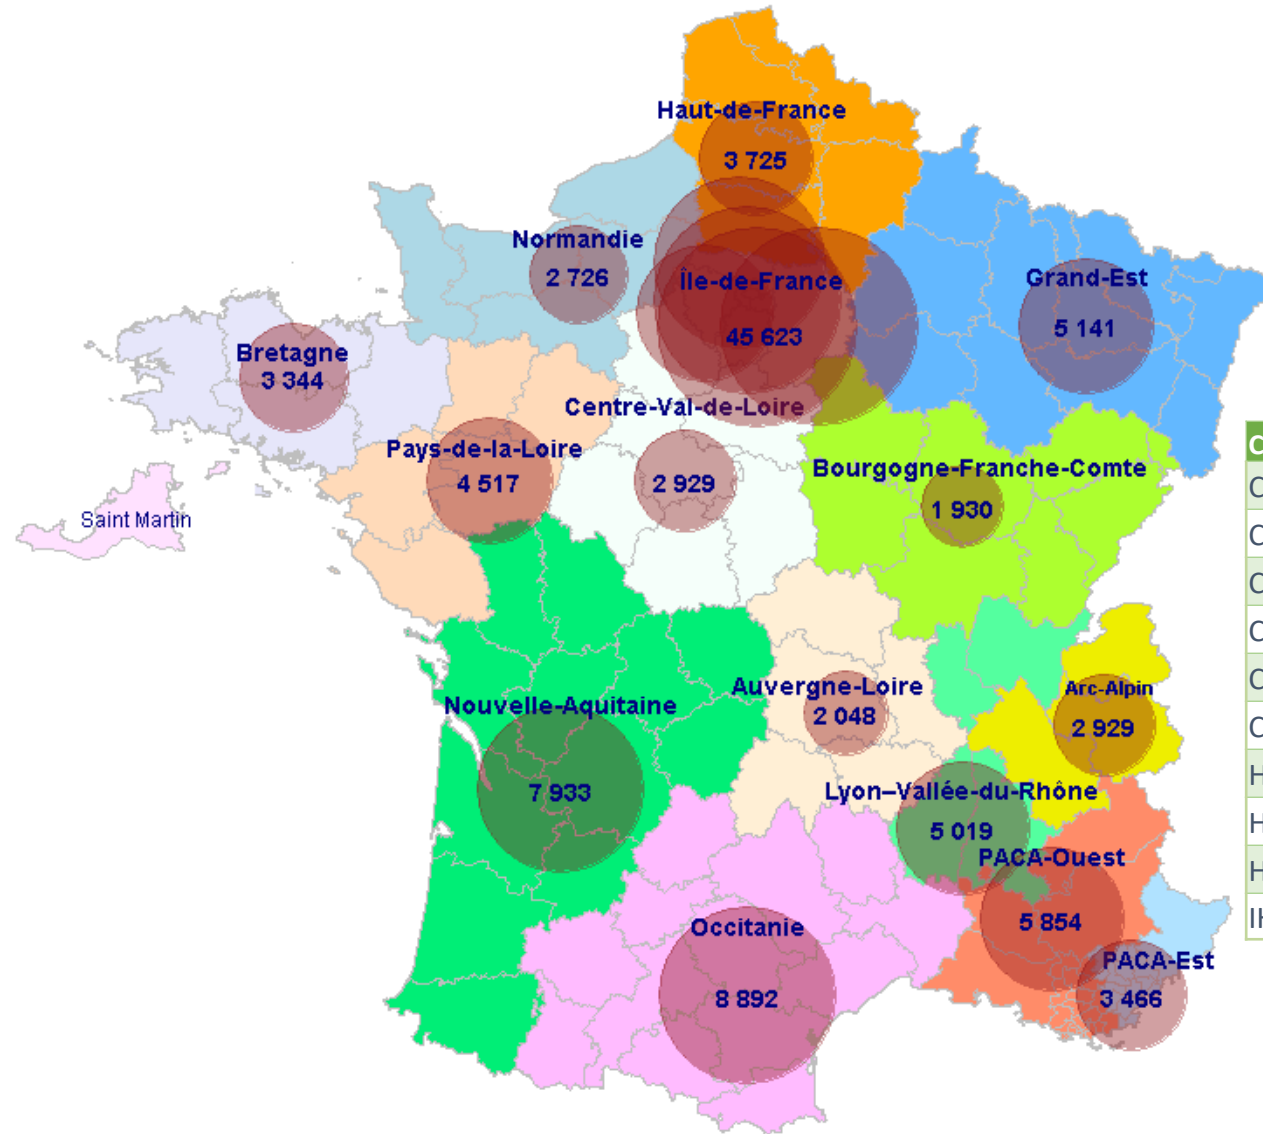 Haut-de-France
3 725
Normandie
2 726
Île-de-France
45 623
Grand-Est
5 141
Bretagne
3 344
Centre-Val-de-Loire
2 929
Pays-de-la-Loire
4 517
Bourgogne-Franche-Comte
1 930
Saint Martin
Auvergne-Loire
2 048
Arc-Alpin
2 929
Nouvelle-Aquitaine
7 933
Lyon–Vallée-du-Rhône
5 019
PACA-Ouest
5 854
Occitanie
8 892
PACA-Est
3 466